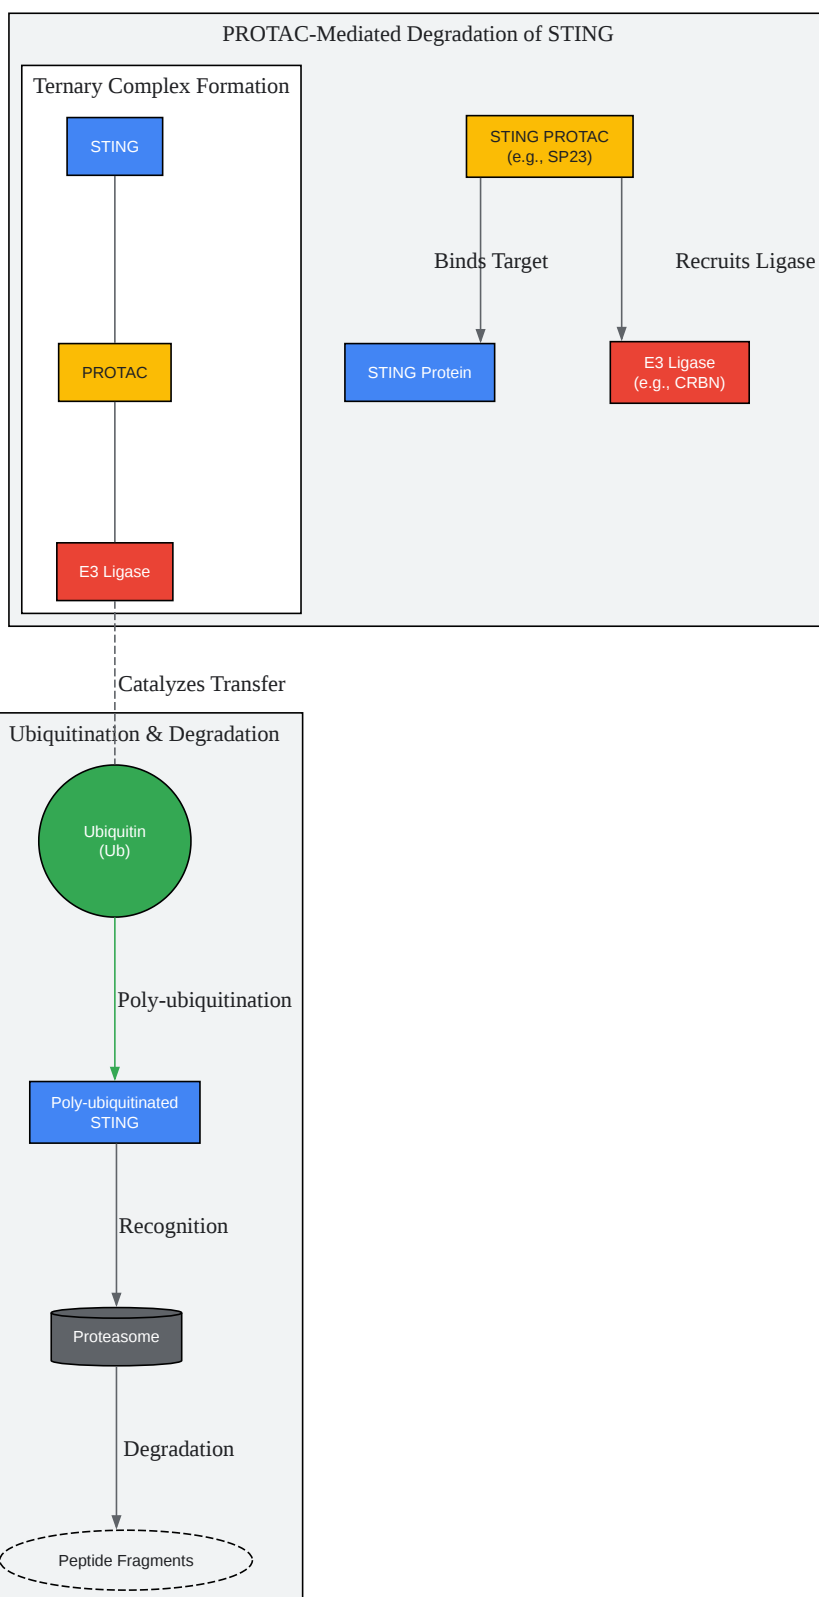 PROTAC-Mediated Degradation of STING
Ternary Complex Formation
STING
STING PROTAC
(e.g., SP23)
Binds Target
Recruits Ligase
PROTAC
STING Protein
E3 Ligase
(e.g., CRBN)
E3 Ligase
Catalyzes Transfer
Ubiquitination & Degradation
Ubiquitin
(Ub)
Poly-ubiquitination
Poly-ubiquitinated
STING
Recognition
Proteasome
Degradation
Peptide Fragments